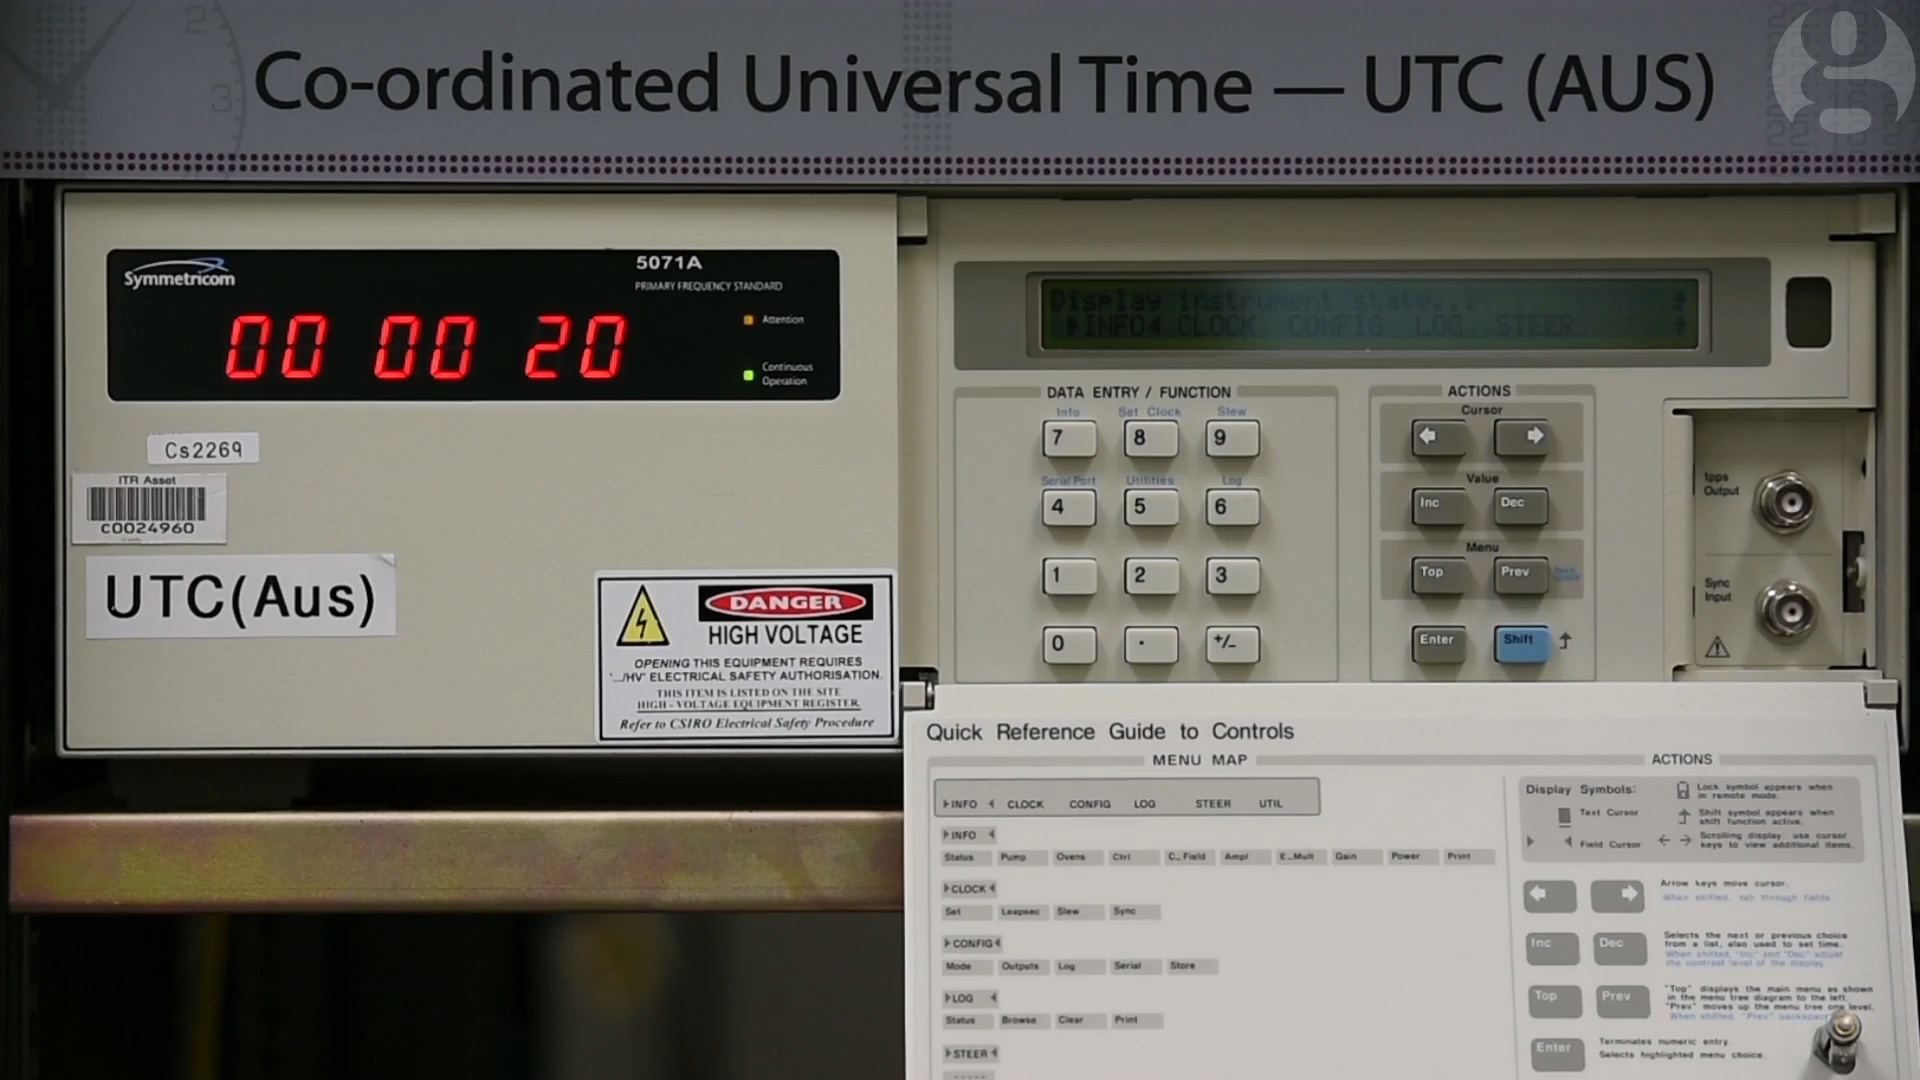 Co-ordinated Universal Time — UTC (AUS)
Symmetricom
5071A
PRIMARY FREQUENCY STANDARD
00 00 20
Attention
Continuous
Operation
Cs2269
ITR Asset
C0024960
UTC(Aus)
DANGER
HIGH VOLTAGE
OPENING THIS EQUIPMENT REQUIRES
'.../HV' ELECTRICAL SAFETY AUTHORISATION.
THIS ITEM IS LISTED ON THE SITE
HIGH - VOLTAGE EQUIPMENT REGISTER.
Refer to CSIRO Electrical Safety Procedure
Display instrument state...
INFO CLOCK CONFIG LOG STEER
DATA ENTRY / FUNCTION
Info Set Clock Slew
7 8 9
Serial Port Utilities Log
4 5 6
1 2 3
0 . +/-
ACTIONS
Cursor
Value
Inc Dec
Menu
Top Prev
Enter Shift
1pps
Output
Sync
Input
Quick Reference Guide to Controls
MENU MAP
INFO CLOCK CONFIG LOG STEER UTIL
INFO
Status Pump Ovens Ctrl C_Field Ampl E_Mult Gain Power Print
CLOCK
Set Leapsec Slew Sync
CONFIG
Mode Outputs Log Serial Store
LOG
Status Browse Clear Print
STEER
ACTIONS
Display Symbols:
Text Cursor
Field Cursor
Lock symbol appears when
in remote mode.
Shift symbol appears when
shift function active.
Scrolling display: use cursor
keys to view additional items.
Arrow keys move cursor.
When shifted, tab through fields
Inc Dec
Selects the next or previous choice
from a list, also used to set time.
When shifted, "Inc" and "Dec" adjust
the contrast level of the display
Top Prev
"Top" displays the main menu as shown
in the menu tree diagram to the left.
"Prev" moves up the menu tree one level.
When shifted, "Prev"
Enter
Terminates numeric entry.
Selects highlighted menu choice.